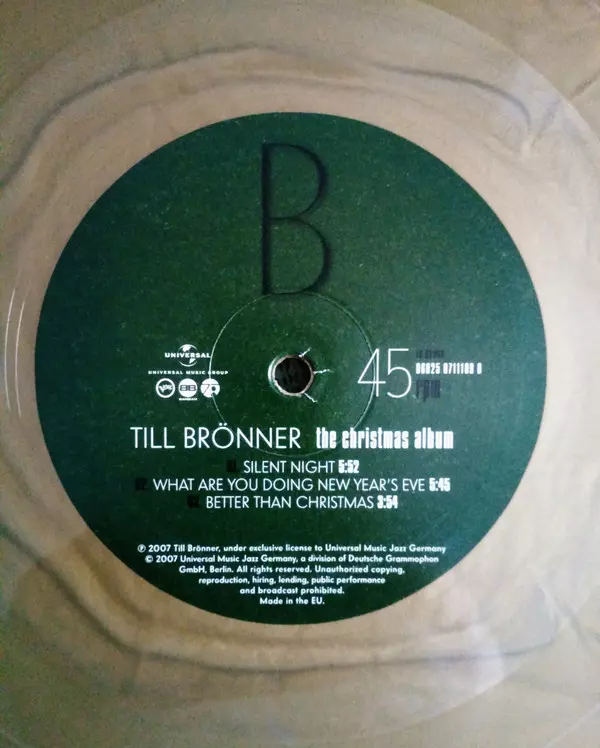 B
UNIVERSAL
UNIVERSAL MUSIC GROUP
45
rpm
TILL BRÖNNER the christmas album
SILENT NIGHT 5:52
WHAT ARE YOU DOING NEW YEAR'S EVE 5:45
BETTER THAN CHRISTMAS 3:54
℗ 2007 Till Brönner, under exclusive license to Universal Music Jazz Germany
© 2007 Universal Music Jazz Germany, a division of Deutsche Grammophon
GmbH, Berlin. All rights reserved. Unauthorized copying,
reproduction, hiring, lending, public performance
and broadcast prohibited.
Made in the EU.